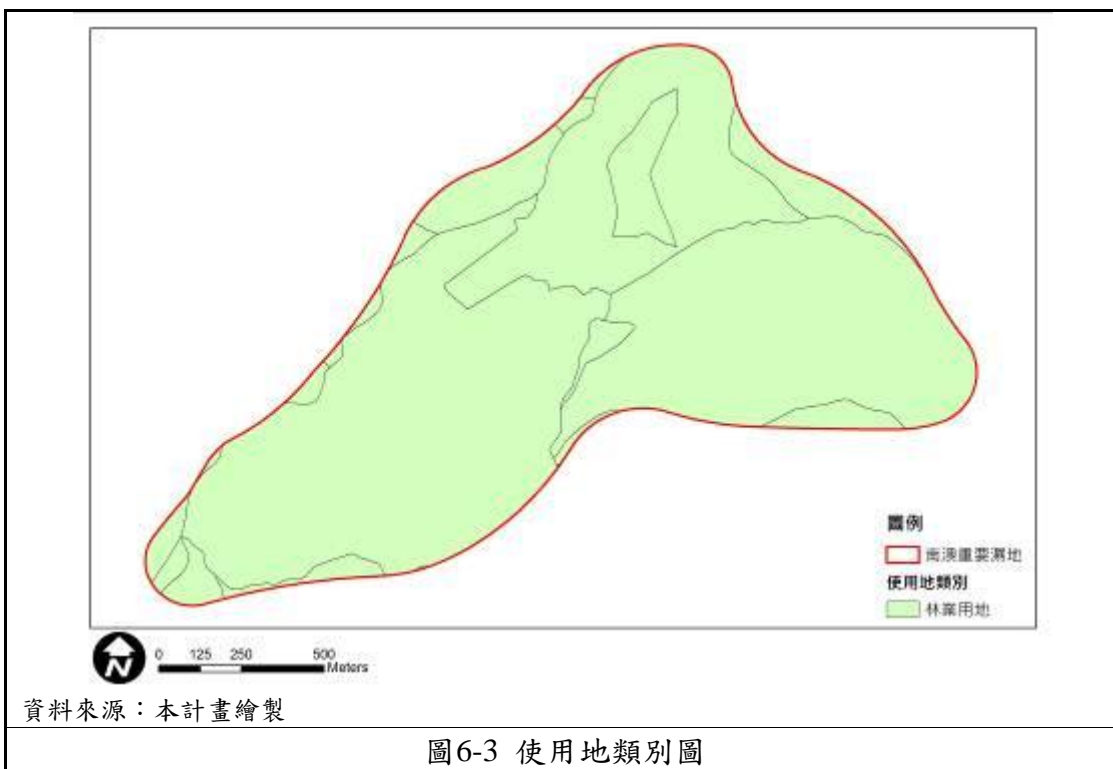 圖例
南澳重要濕地
使用地類別
林業用地
N
0 125 250 500
Meters
資料來源：本計畫繪製
圖6-3 使用地類別圖